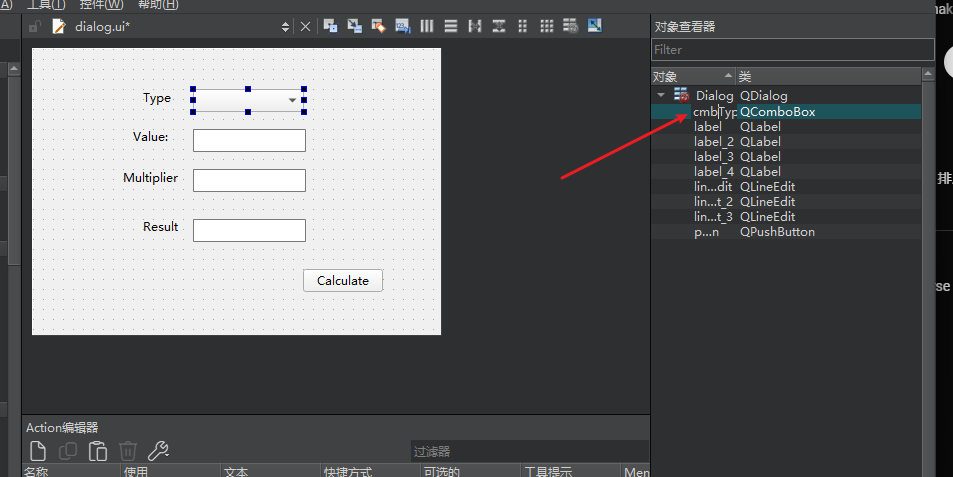 A) 工具(T) 控件(W) 帮助(H)
dialog.ui*
Type
Value:
Multiplier
Result
Calculate
Action编辑器
过滤器
名称 使用 文本 快捷方式 可选的 工具提示 Men
对象查看器
Filter
对象 类
Dialog QDialog
cmbTyp QComboBox
label QLabel
label_2 QLabel
label_3 QLabel
label_4 QLabel
lin...dit QLineEdit
lin...t_2 QLineEdit
lin...t_3 QLineEdit
p...n QPushButton
nak
排
se